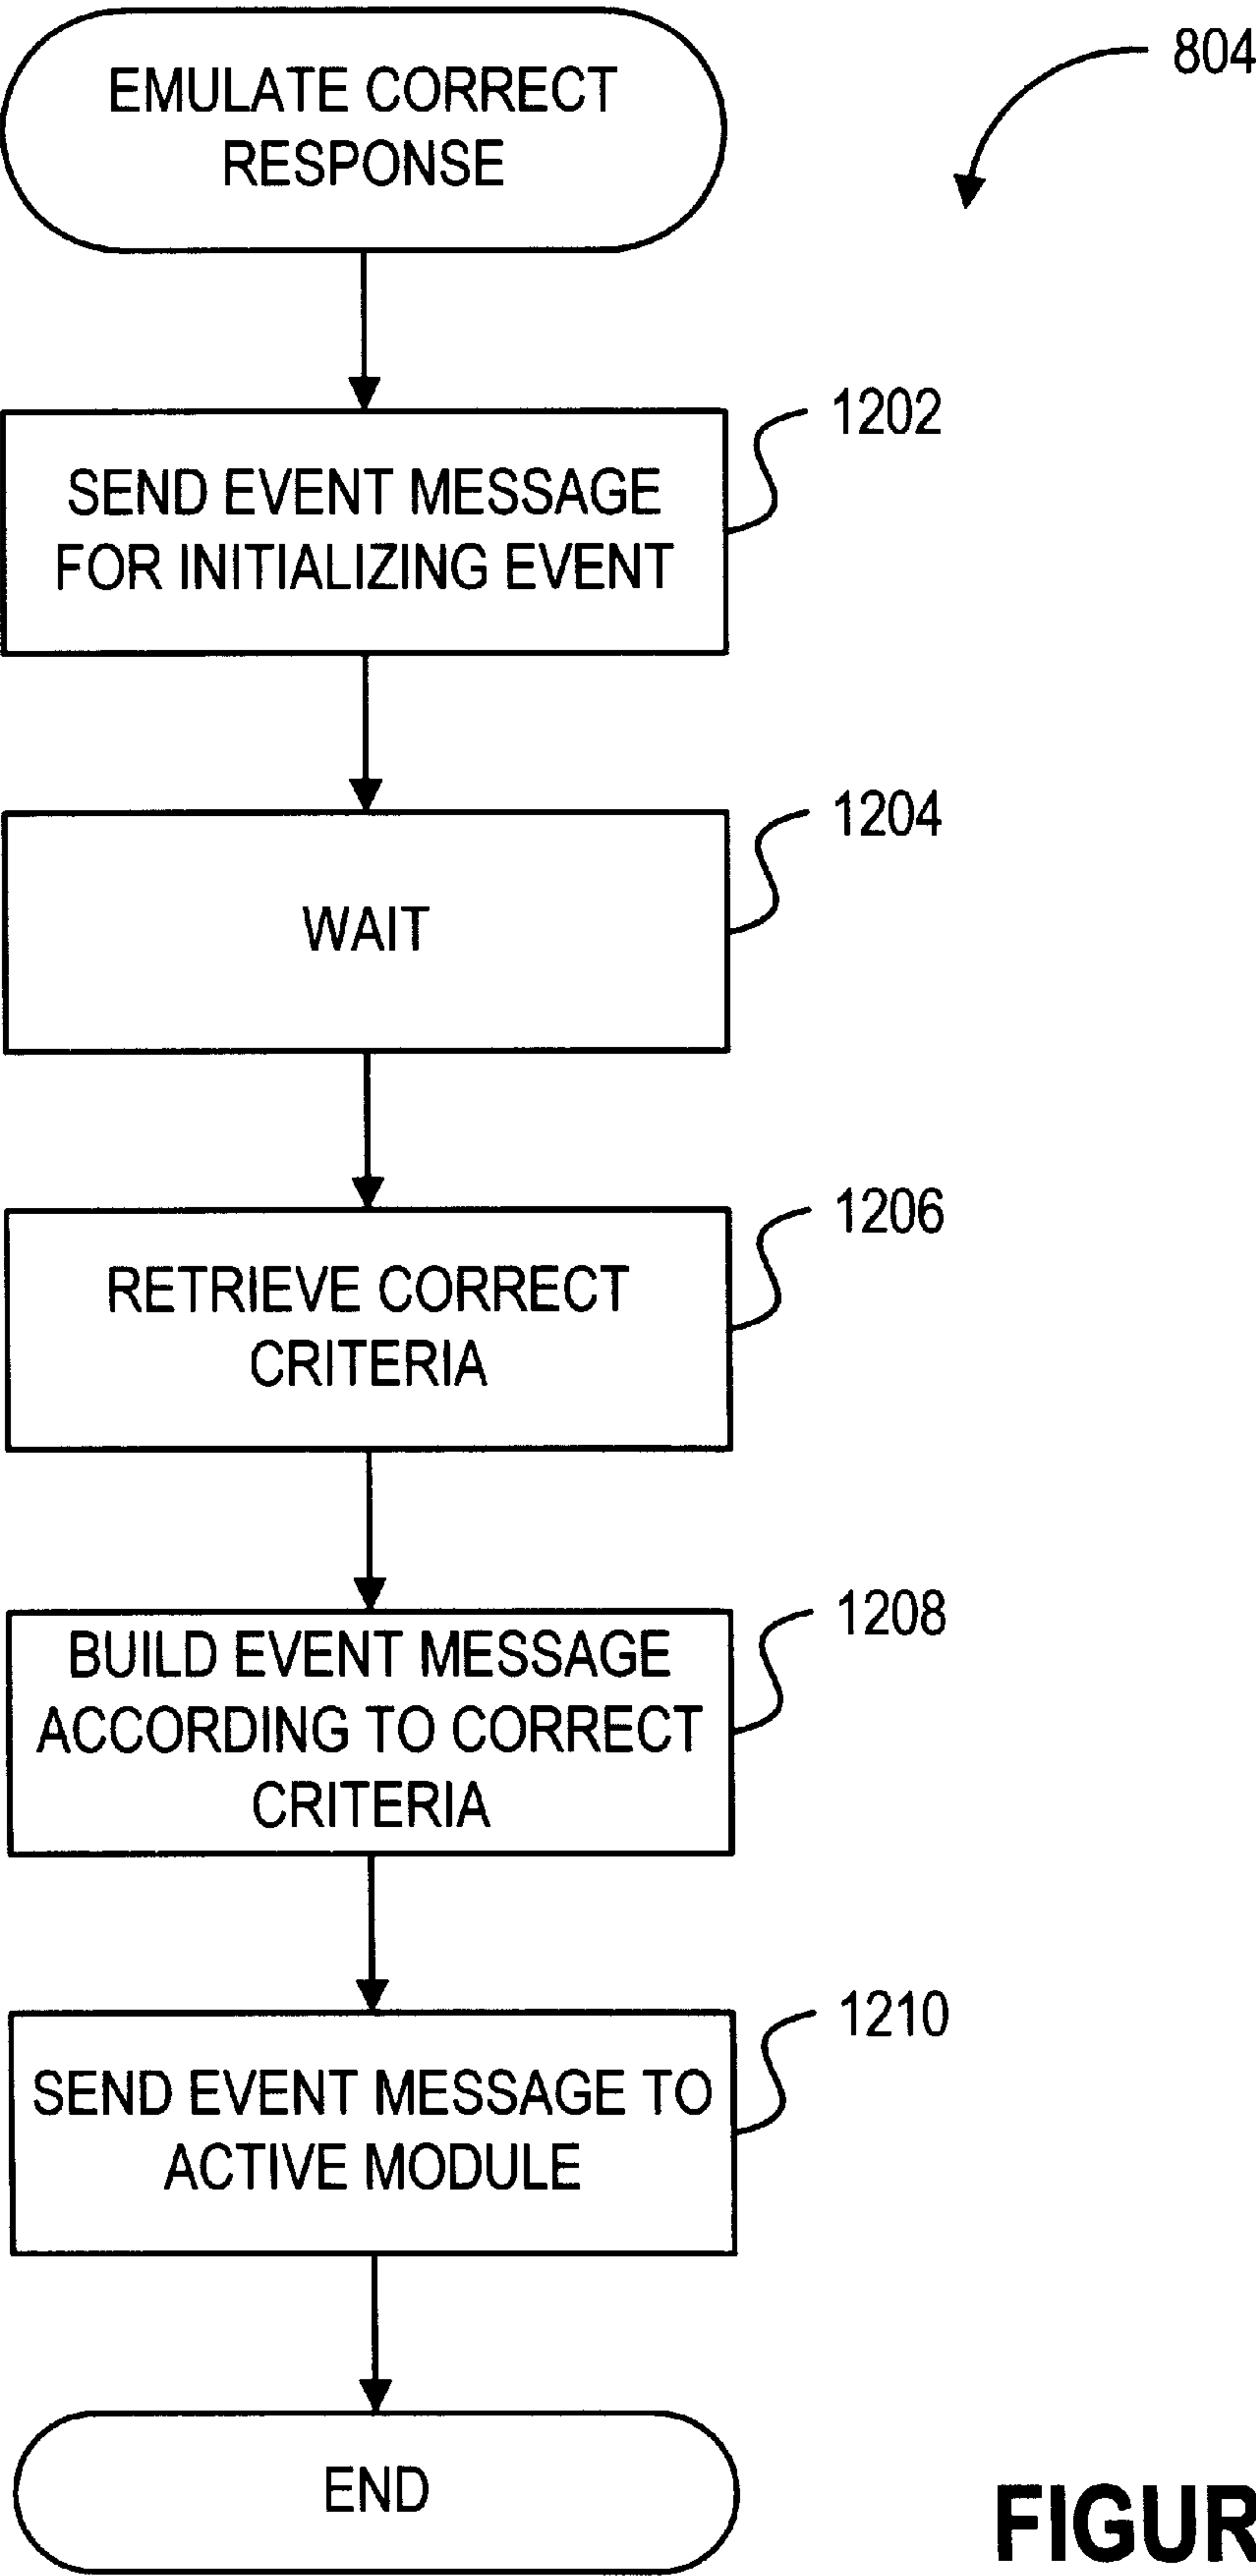 EMULATE CORRECT
RESPONSE
804
1202
SEND EVENT MESSAGE
FOR INITIALIZING EVENT
1204
WAIT
1206
RETRIEVE CORRECT
CRITERIA
1208
BUILD EVENT MESSAGE
ACCORDING TO CORRECT
CRITERIA
1210
SEND EVENT MESSAGE TO
ACTIVE MODULE
END
FIGUR